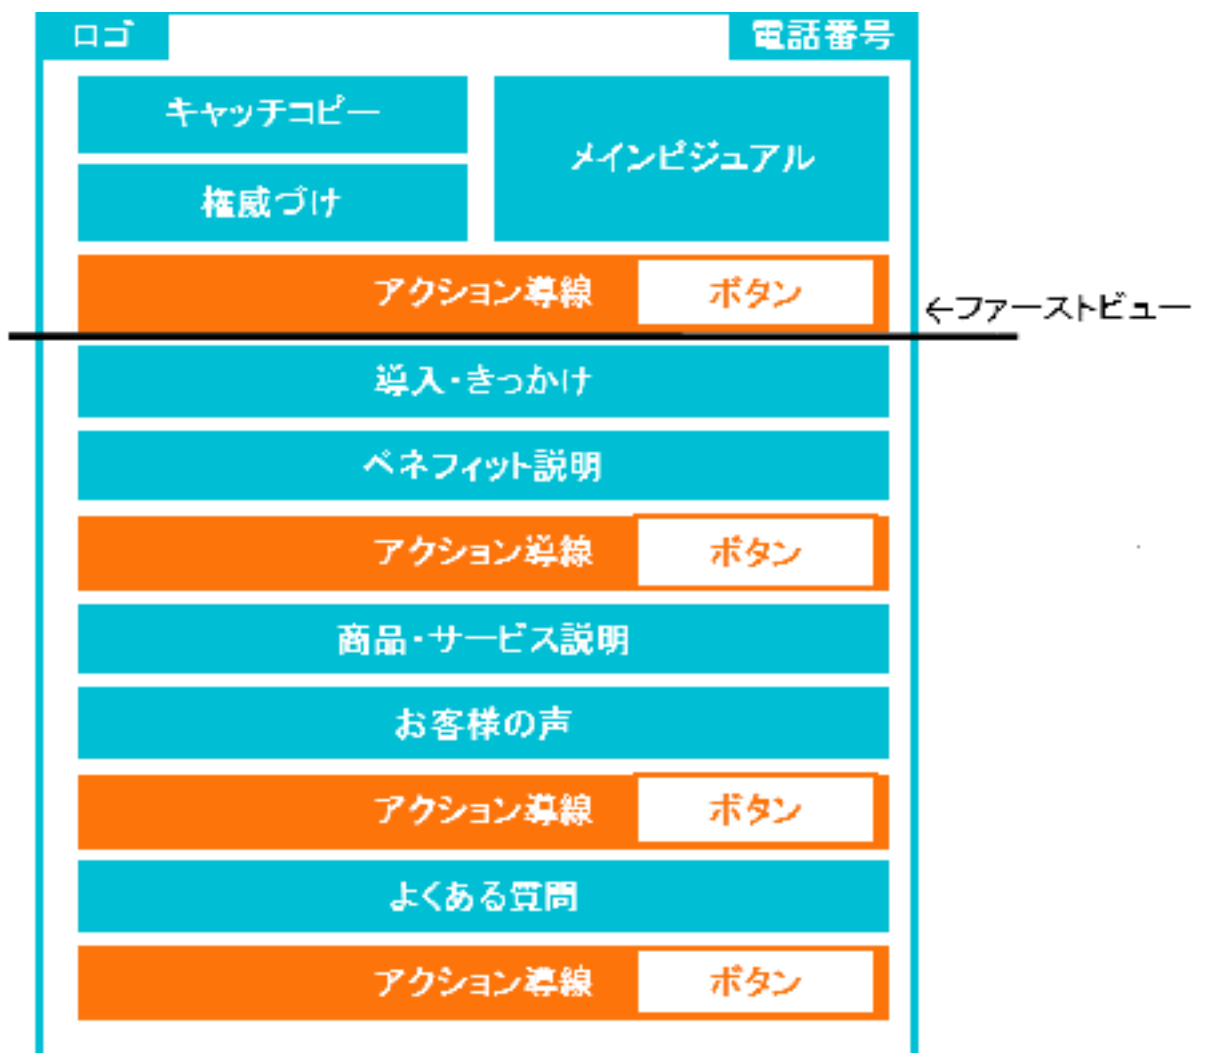 ロゴ
電話番号
キャッチコピー
メインビジュアル
権威づけ
アクション導線 ボタン
←ファーストビュー
導入・きっかけ
ベネフィット説明
アクション導線 ボタン
商品・サービス説明
お客様の声
アクション導線 ボタン
よくある質問
アクション導線 ボタン